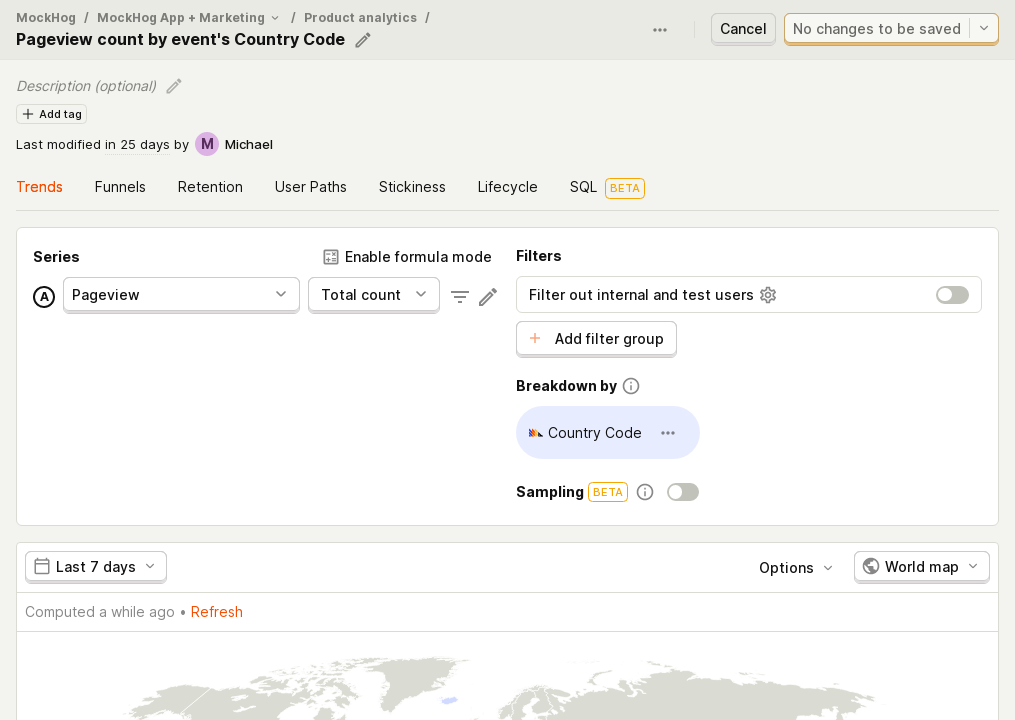 MockHog / MockHog App + Marketing / Product analytics /
Pageview count by event's Country Code
Cancel
No changes to be saved
Description (optional)
Add tag
Last modified in 25 days by M Michael
Trends Funnels Retention User Paths Stickiness Lifecycle SQL BETA
Series
Enable formula mode
A Pageview Total count
Filters
Filter out internal and test users
Add filter group
Breakdown by
Country Code
Sampling BETA
Last 7 days
Options
World map
Computed a while ago • Refresh